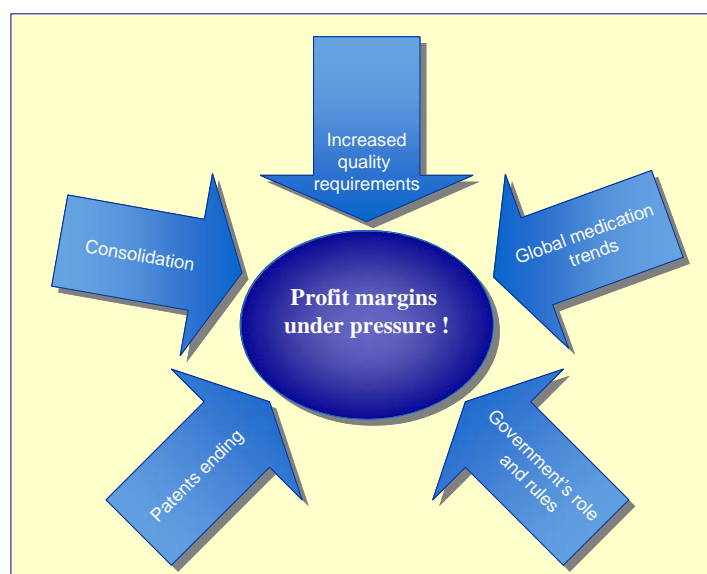 Increased
quality
requirements
Consolidation
Global medication
trends
Profit margins
under pressure !
Patents ending
Government’s role
and rules